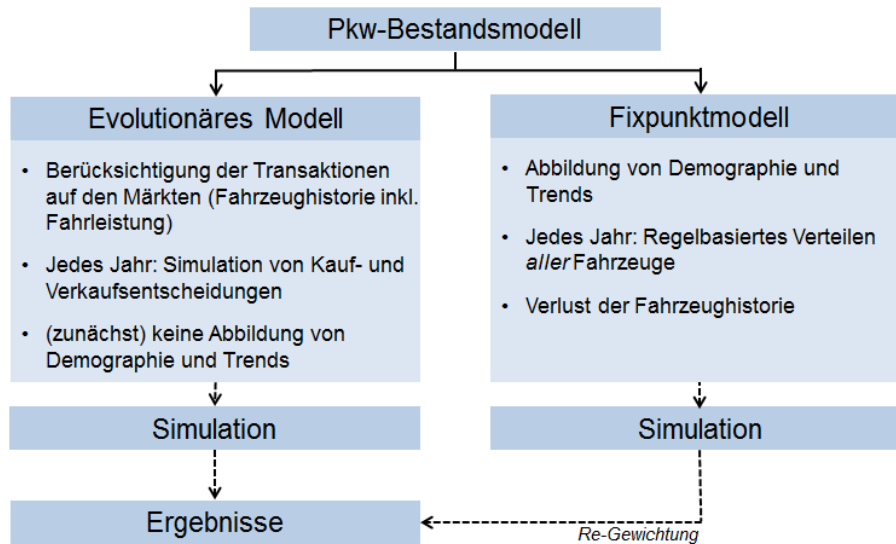 Pkw-Bestandsmodell
Evolutionäres Modell
• Berücksichtigung der Transaktionen
auf den Märkten (Fahrzeughistorie inkl.
Fahrleistung)
• Jedes Jahr: Simulation von Kauf- und
Verkaufsentscheidungen
• (zunächst) keine Abbildung von
Demographie und Trends
Fixpunktmodell
• Abbildung von Demographie und
Trends
• Jedes Jahr: Regelbasiertes Verteilen
aller Fahrzeuge
• Verlust der Fahrzeughistorie
Simulation
Simulation
Ergebnisse
Re-Gewichtung